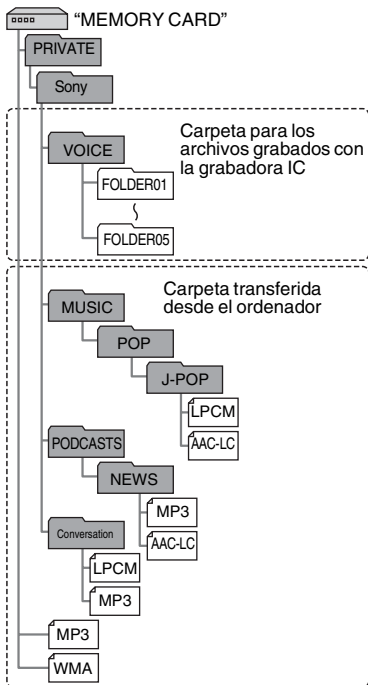 “MEMORY CARD”
PRIVATE
Sony
Carpeta para los
archivos grabados con
la grabadora IC
VOICE
FOLDER01
FOLDER05
Carpeta transferida
desde el ordenador
MUSIC
POP
J-POP
LPCM
AAC-LC
PODCASTS
NEWS
MP3
AAC-LC
Conversation
LPCM
MP3
MP3
WMA